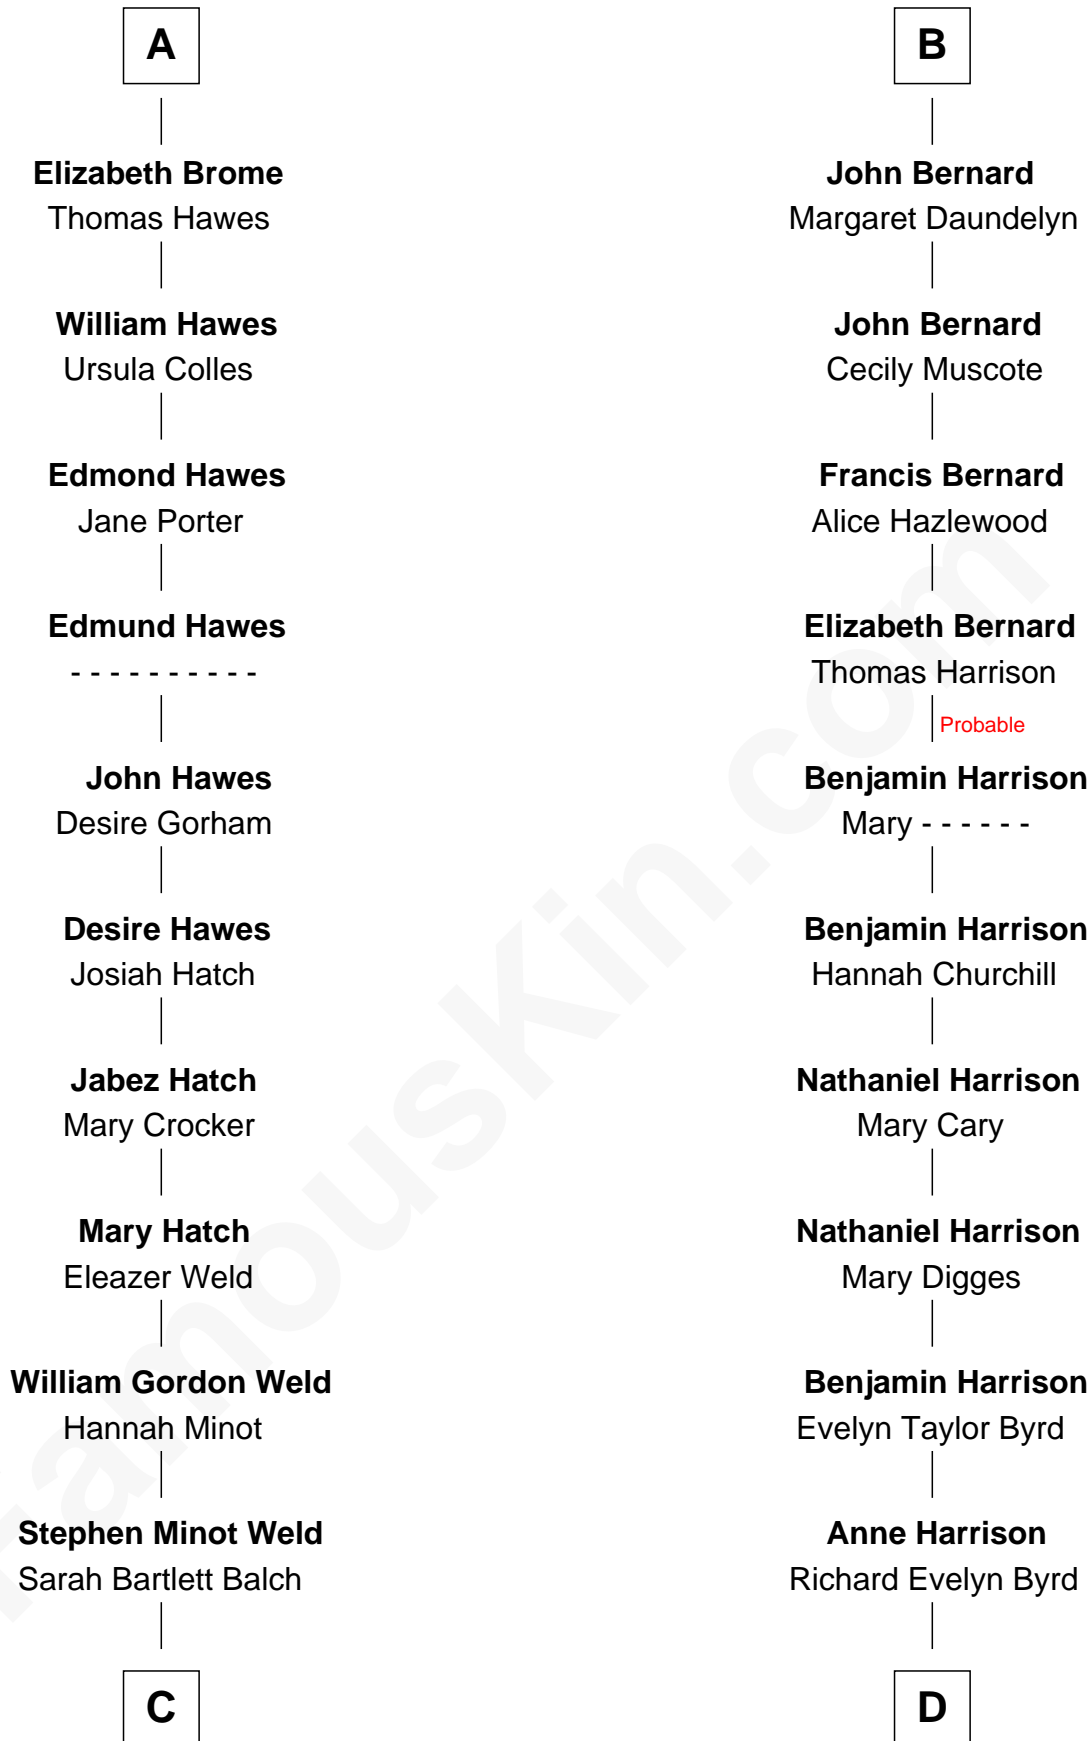 A
Elizabeth Brome
Thomas Hawes
William Hawes
Ursula Colles
Edmond Hawes
Jane Porter
Edmund Hawes
- - - - - - - - - -
John Hawes
Desire Gorham
Desire Hawes
Josiah Hatch
Jabez Hatch
Mary Crocker
Mary Hatch
Eleazer Weld
William Gordon Weld
Hannah Minot
Stephen Minot Weld
Sarah Bartlett Balch
C
B
John Bernard
Margaret Daundelyn
John Bernard
Cecily Muscote
Francis Bernard
Alice Hazlewood
Elizabeth Bernard
Thomas Harrison
Probable
Benjamin Harrison
Mary - - - - - -
Benjamin Harrison
Hannah Churchill
Nathaniel Harrison
Mary Cary
Nathaniel Harrison
Mary Digges
Benjamin Harrison
Evelyn Taylor Byrd
Anne Harrison
Richard Evelyn Byrd
D
FamousKin.com